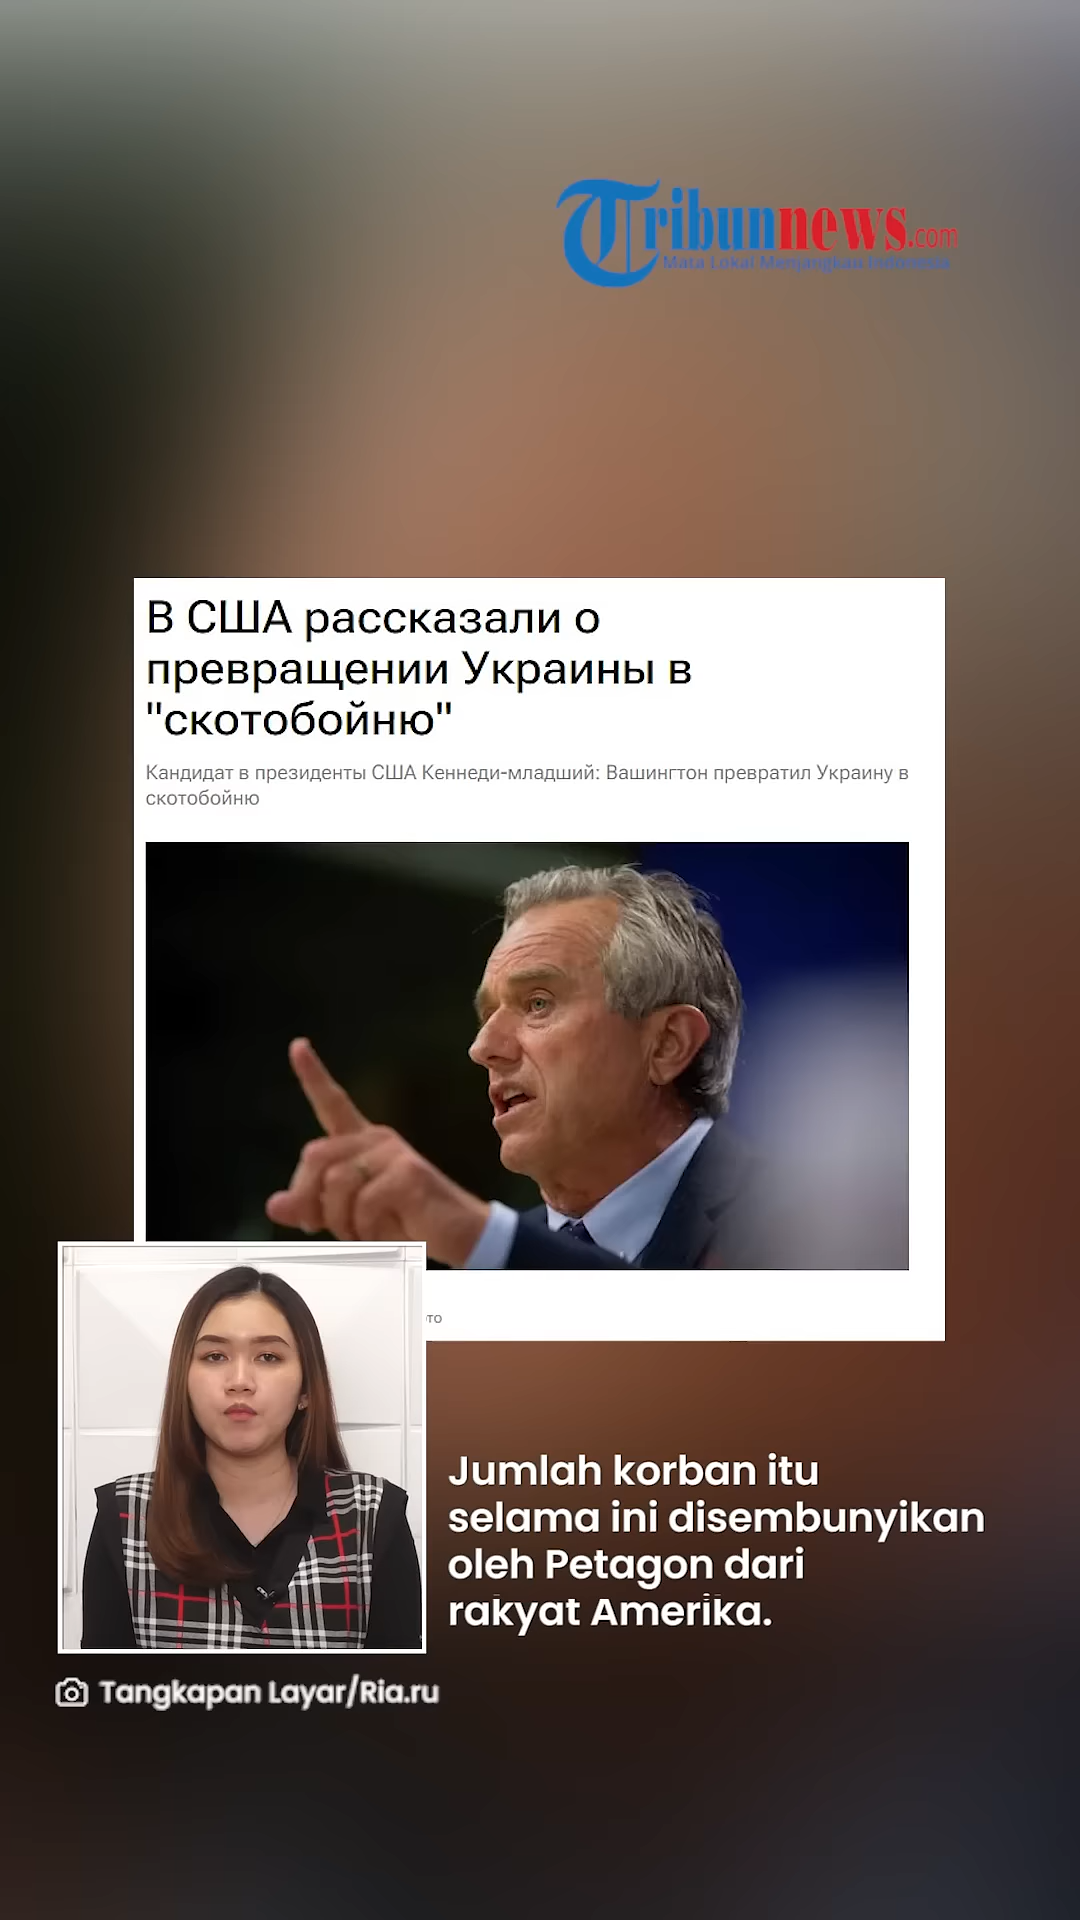 Tribunnews.com
Mata Lokal Menjangkau Indonesia
В США рассказали о
превращении Украины в
"скотобойню"
Кандидат в президенты США Кеннеди-младший: Вашингтон превратил Украину в
скотобойню
то
Jumlah korban itu
selama ini disembunyikan
oleh Petagon dari
rakyat Amerika.
Tangkapan Layar/Ria.ru